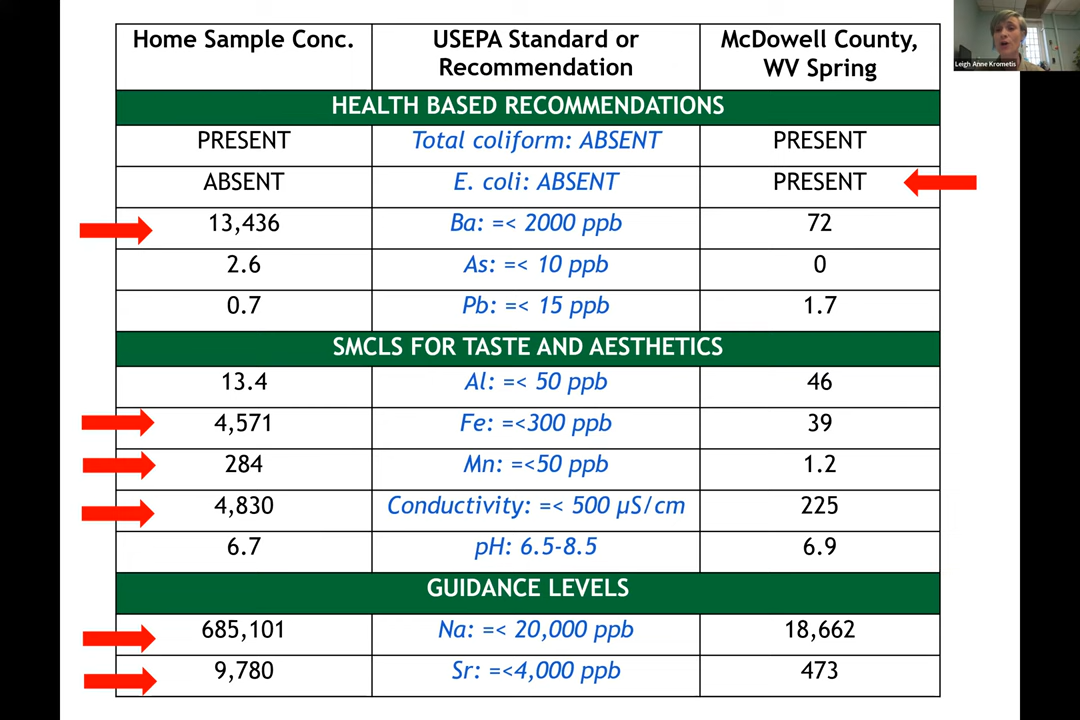 Home Sample Conc.
USEPA Standard or
Recommendation
McDowell County,
WV Spring
HEALTH BASED RECOMMENDATIONS
PRESENT
Total coliform: ABSENT
PRESENT
ABSENT
E. coli: ABSENT
PRESENT
13,436
Ba: =< 2000 ppb
72
2.6
As: =< 10 ppb
0
0.7
Pb: =< 15 ppb
1.7
SMCLS FOR TASTE AND AESTHETICS
13.4
Al: =< 50 ppb
46
4,571
Fe: =<300 ppb
39
284
Mn: =<50 ppb
1.2
4,830
Conductivity: =< 500 µS/cm
225
6.7
pH: 6.5-8.5
6.9
GUIDANCE LEVELS
685,101
Na: =< 20,000 ppb
18,662
9,780
Sr: =<4,000 ppb
473
Leigh Anne Krometis